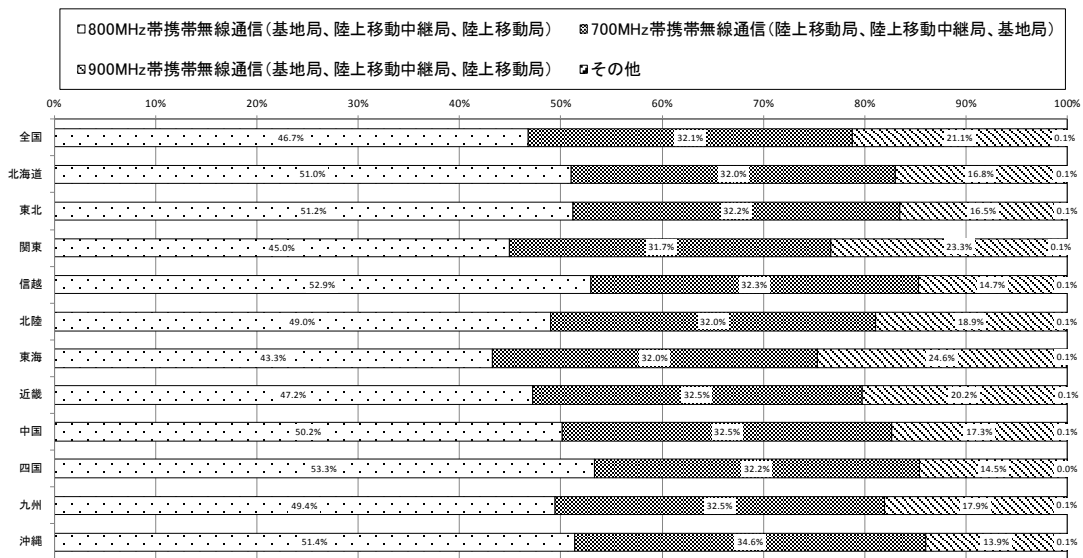 800MHz帯携帯無線通信（基地局、陸上移動中継局、陸上移動局） 700MHz帯携帯無線通信（陸上移動局、陸上移動中継局、基地局）
900MHz帯携帯無線通信（基地局、陸上移動中継局、陸上移動局） その他
0% 10% 20% 30% 40% 50% 60% 70% 80% 90% 100%
全国 46.7% 32.1% 21.1% 0.1%
北海道 51.0% 32.0% 16.8% 0.1%
東北 51.2% 32.2% 16.5% 0.1%
関東 45.0% 31.7% 23.3% 0.1%
信越 52.9% 32.3% 14.7% 0.1%
北陸 49.0% 32.0% 18.9% 0.1%
東海 43.3% 32.0% 24.6% 0.1%
近畿 47.2% 32.5% 20.2% 0.1%
中国 50.2% 32.5% 17.3% 0.1%
四国 53.3% 32.2% 14.5% 0.0%
九州 49.4% 32.5% 17.9% 0.1%
沖縄 51.4% 34.6% 13.9% 0.1%